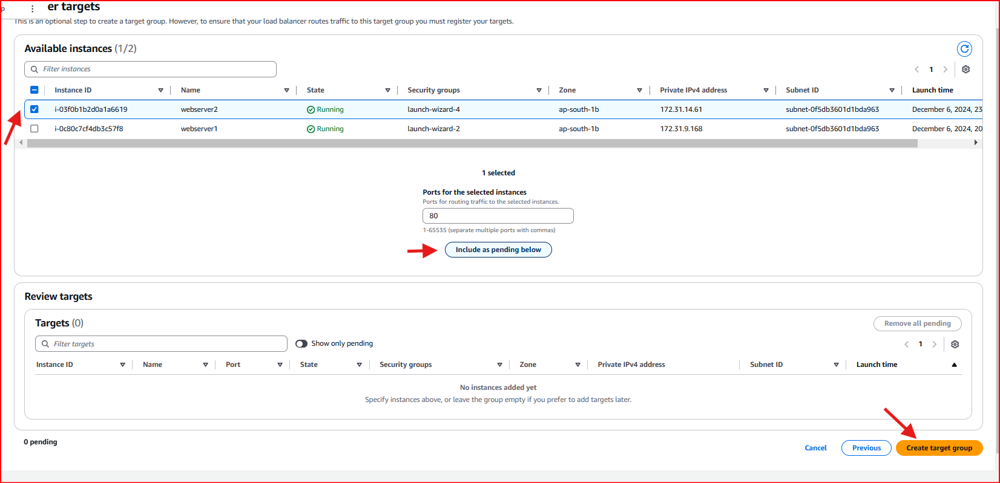 er targets
This is an optional step to create a target group. However, to ensure that your load balancer routes traffic to this target group you must register your targets.
Available instances (1/2)
Filter instances
1
Instance ID Name State Security groups Zone Private IPv4 address Subnet ID Launch time
i-03f0b1b2d0a1a6619 webserver2 Running launch-wizard-4 ap-south-1b 172.31.14.61 subnet-0f5db3601d1bda963 December 6, 2024, 23
i-0c80c7cf4db3c57f8 webserver1 Running launch-wizard-2 ap-south-1b 172.31.9.168 subnet-0f5db3601d1bda963 December 6, 2024, 20
1 selected
Ports for the selected instances
Ports for routing traffic to the selected instances.
80
1-65535 (separate multiple ports with commas)
Include as pending below
Review targets
Targets (0)
Remove all pending
Filter targets
Show only pending
1
Instance ID Name Port State Security groups Zone Private IPv4 address Subnet ID Launch time
No instances added yet
Specify instances above, or leave the group empty if you prefer to add targets later.
0 pending
Cancel Previous Create target group